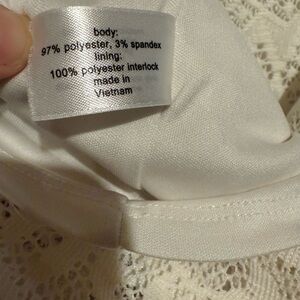 body:
97% polyester, 3% spandex
lining:
100% polyester interlock
made in
Vietnam